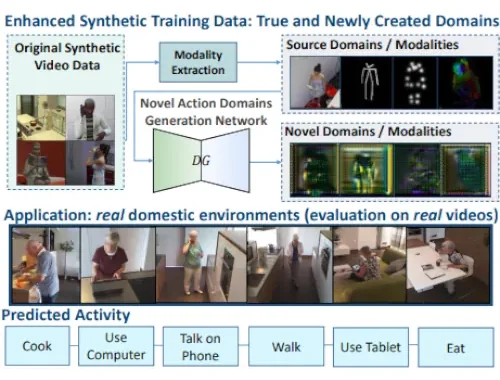 Enhanced Synthetic Training Data: True and Newly Created Domains
Original Synthetic
Video Data
Modality
Extraction
Source Domains / Modalities
Novel Action Domains
Generation Network
DG
Novel Domains / Modalities
Application: real domestic environments (evaluation on real videos)
Predicted Activity
Cook
Use
Computer
Talk on
Phone
Walk
Use Tablet
Eat